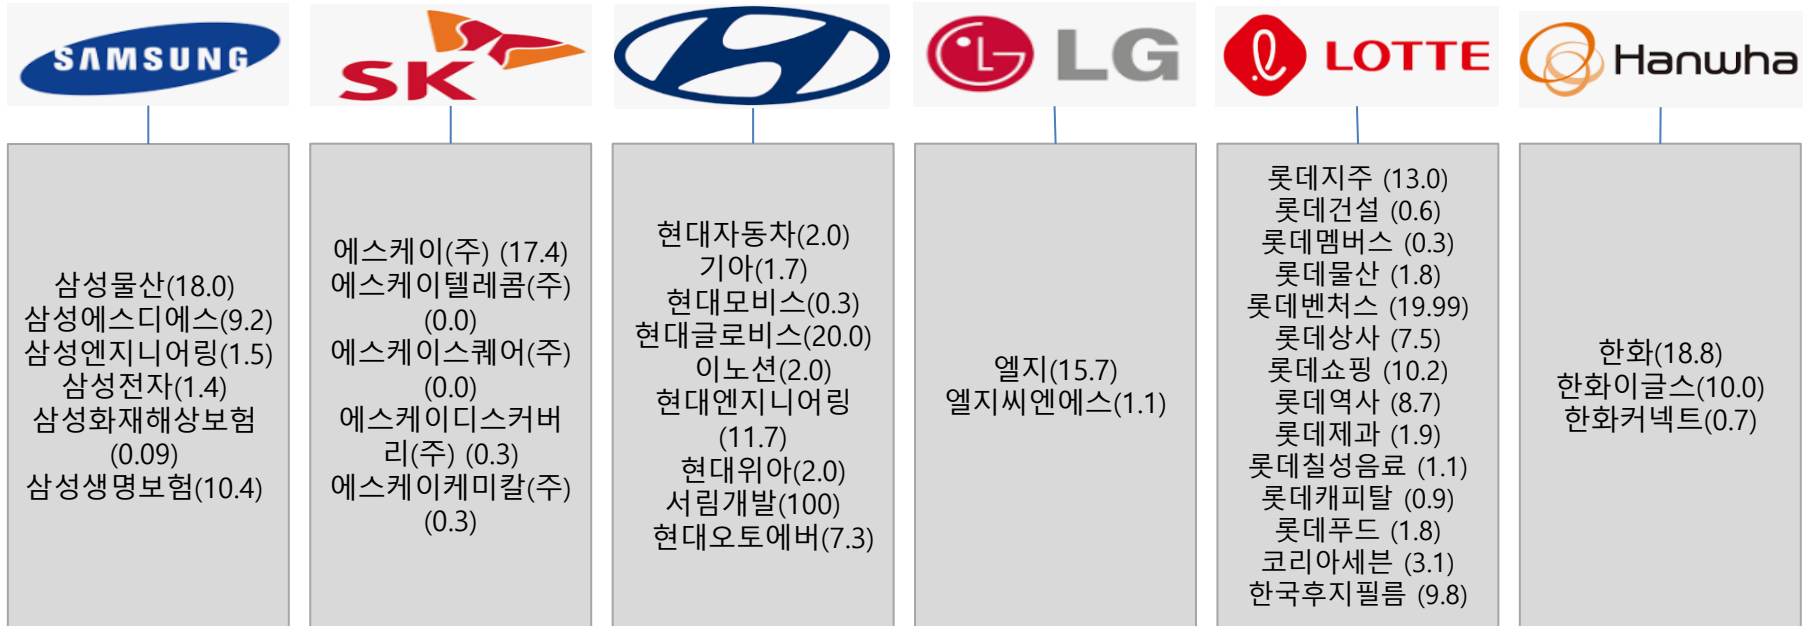 SAMSUNG
삼성물산(18.0)
삼성에스디에스(9.2)
삼성엔지니어링(1.5)
삼성전자(1.4)
삼성화재해상보험
(0.09)
삼성생명보험(10.4)
SK
에스케이(주) (17.4)
에스케이텔레콤(주)
(0.0)
에스케이스퀘어(주)
(0.0)
에스케이디스커버
리(주) (0.3)
에스케이케미칼(주)
(0.3)
현대자동차(2.0)
기아(1.7)
현대모비스(0.3)
현대글로비스(20.0)
이노션(2.0)
현대엔지니어링
(11.7)
현대위아(2.0)
서림개발(100)
현대오토에버(7.3)
LG
엘지(15.7)
엘지씨엔에스(1.1)
LOTTE
롯데지주 (13.0)
롯데건설 (0.6)
롯데멤버스 (0.3)
롯데물산 (1.8)
롯데벤처스 (19.99)
롯데상사 (7.5)
롯데쇼핑 (10.2)
롯데역사 (8.7)
롯데제과 (1.9)
롯데칠성음료 (1.1)
롯데캐피탈 (0.9)
롯데푸드 (1.8)
코리아세븐 (3.1)
한국후지필름 (9.8)
Hanwha
한화(18.8)
한화이글스(10.0)
한화커넥트(0.7)